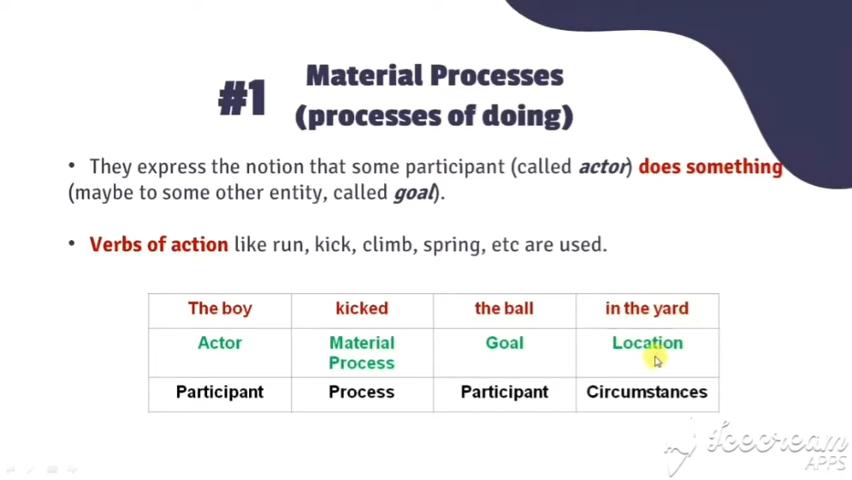 #1
Material Processes
(processes of doing)
• They express the notion that some participant (called actor) does something
(maybe to some other entity, called goal).
• Verbs of action like run, kick, climb, spring, etc are used.
The boy kicked the ball in the yard
Actor Material Process Goal Location
Participant Process Participant Circumstances
Icecream
APPS